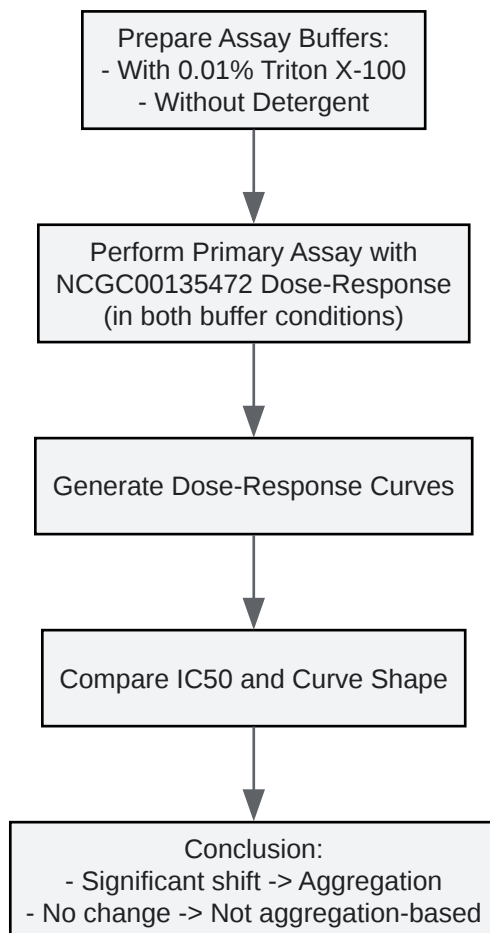 Prepare Assay Buffers:
- With 0.01% Triton X-100
- Without Detergent
Perform Primary Assay with
NCGC00135472 Dose-Response
(in both buffer conditions)
Generate Dose-Response Curves
Compare IC50 and Curve Shape
Conclusion:
- Significant shift -> Aggregation
- No change -> Not aggregation-based